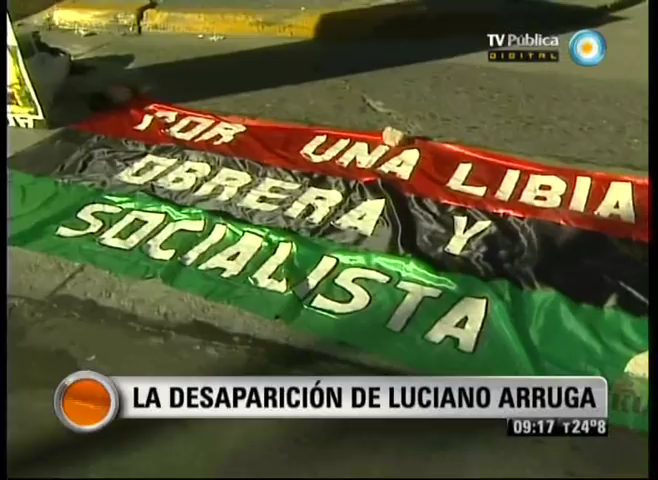 TV Pública
DIGITAL
Y POR UNA LIBIA
OBRERA Y
SOCIALISTA
LA DESAPARICIÓN DE LUCIANO ARRUGA
09:17 T24º8